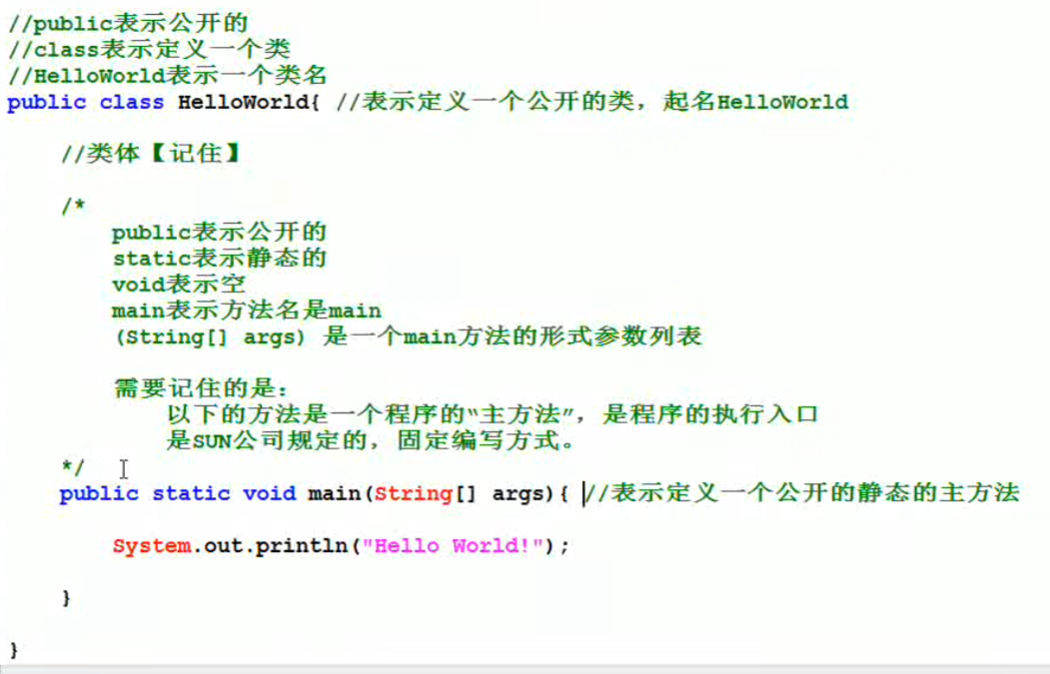 //public表示公开的
//class表示定义一个类
//HelloWorld表示一个类名
public class HelloWorld{ //表示定义一个公开的类，起名HelloWorld
//类体【记住】
/*
public表示公开的
static表示静态的
void表示空
main表示方法名是main
(String[] args) 是一个main方法的形式参数列表
需要记住的是：
以下的方法是一个程序的“主方法”，是程序的执行入口
是SUN公司规定的，固定编写方式。
*/
public static void main(String[] args){ //表示定义一个公开的静态的主方法
System.out.println("Hello World!");
}
}